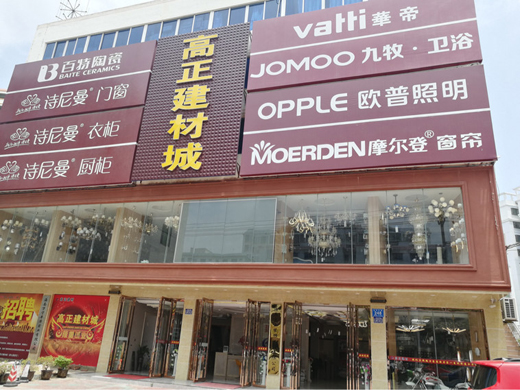 百特陶瓷
BAITE CERAMICS
诗尼曼® 门窗
诗尼曼® 衣柜
诗尼曼® 厨柜
高正建材城
vatti 華帝
JOMOO 九牧·卫浴
OPPLE 欧普照明
MOERDEN 摩尔登® 窗帘
招聘
高正建材城